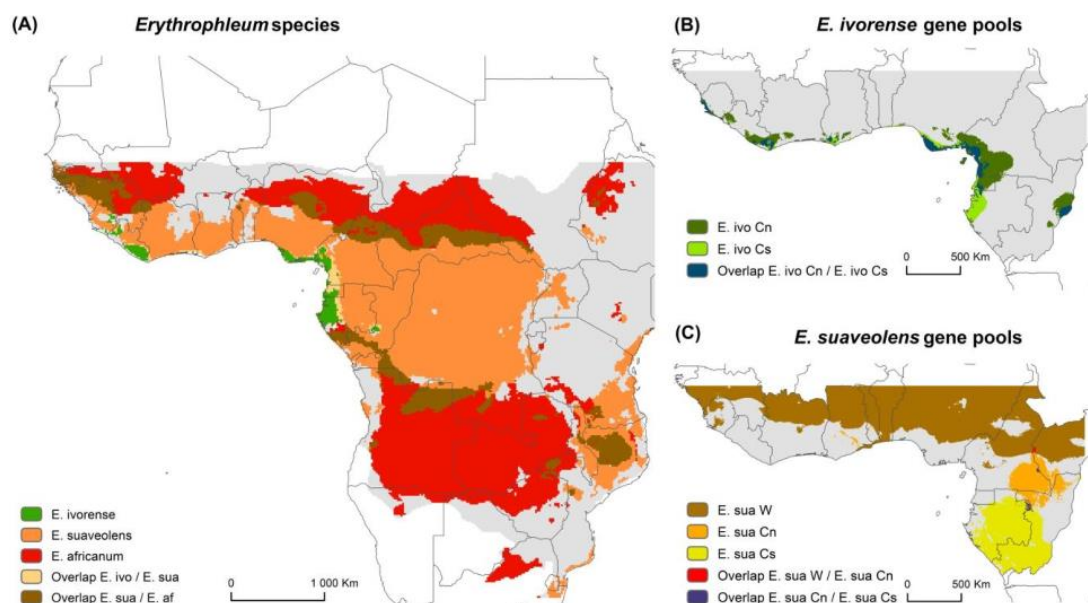 (A)
Erythrophleum species
E. ivorense
E. suaveolens
E. africanum
Overlap E. ivo / E. sua
Overlap E. sua / E. af
0 1 000 Km
(B)
E. ivorense gene pools
E. ivo Cn
E. ivo Cs
Overlap E. ivo Cn / E. ivo Cs
0 500 Km
(C)
E. suaveolens gene pools
E. sua W
E. sua Cn
E. sua Cs
Overlap E. sua W / E. sua Cn
Overlap E. sua Cn / E. sua Cs
0 500 Km